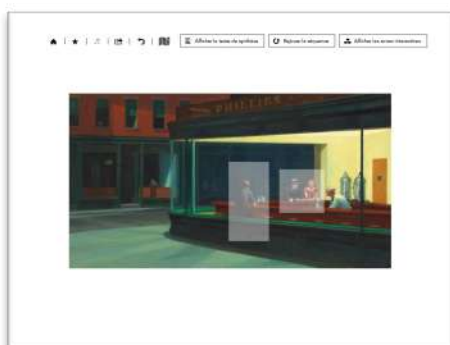 Afficher le texte de synthèse Rejouer la séquence Afficher les zones interactives
PHILLIES